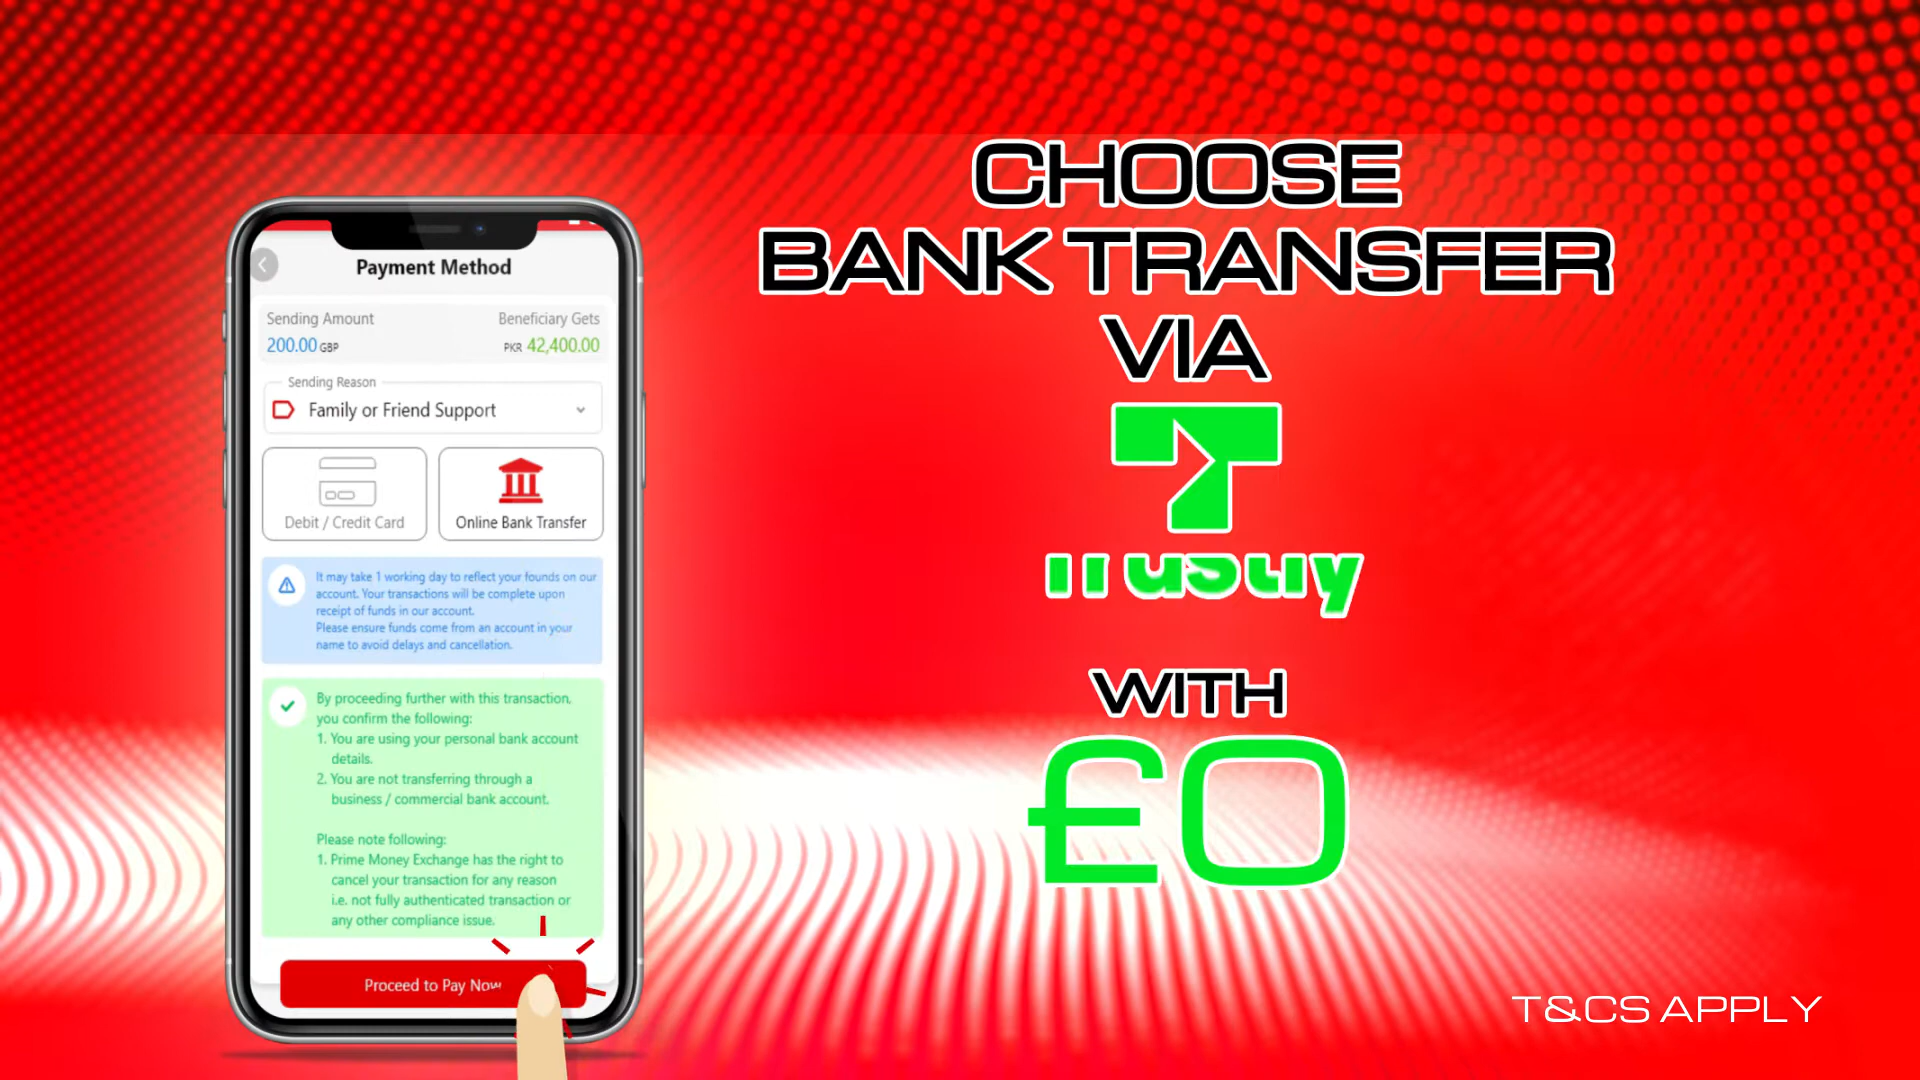 Payment Method
Sending Amount
Beneficiary Gets
200.00 GBP
PKR 42,400.00
Sending Reason
Family or Friend Support
Debit / Credit Card
Online Bank Transfer
It may take 1 working day to reflect your founds on our
account. Your transactions will be complete upon
receipt of funds in our account.
Please ensure funds come from an account in your
name to avoid delays and cancellation.
By proceeding further with this transaction,
you confirm the following:
1. You are using your personal bank account
details.
2. You are not transferring through a
business / commercial bank account.
Please note following:
1. Prime Money Exchange has the right to
cancel your transaction for any reason
i.e. not fully authenticated transaction or
any other compliance issue.
Proceed to Pay Now
CHOOSE
BANK TRANSFER
VIA
Trustly
WITH
£0
T&CS APPLY